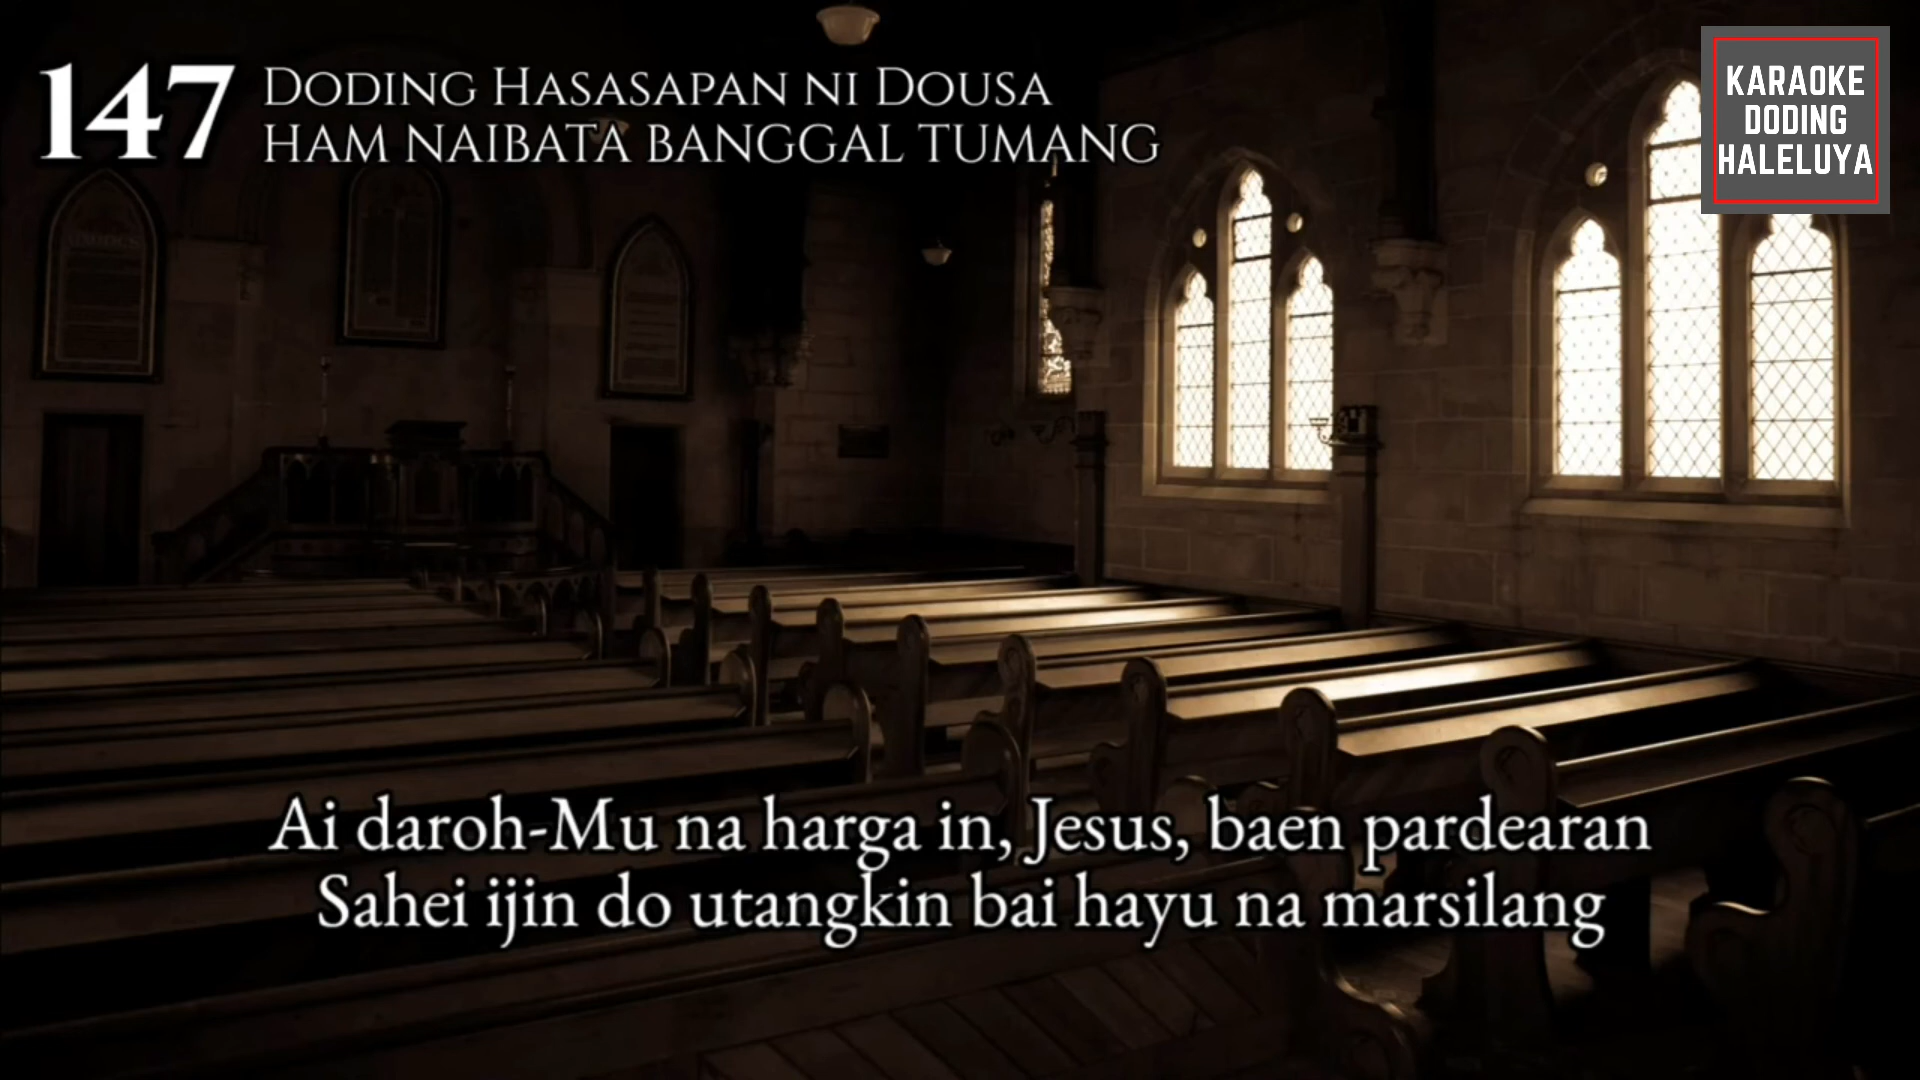 147 DODING HASASAPAN NI DOUSA
HAM NAIBATA BANGGAL TUMANG
KARAOKE
DODING
HALELUYA
Ai daroh-Mu na harga in, Jesus, baen pardearan
Sahei ijin do utangkin bai hayu na marsilang